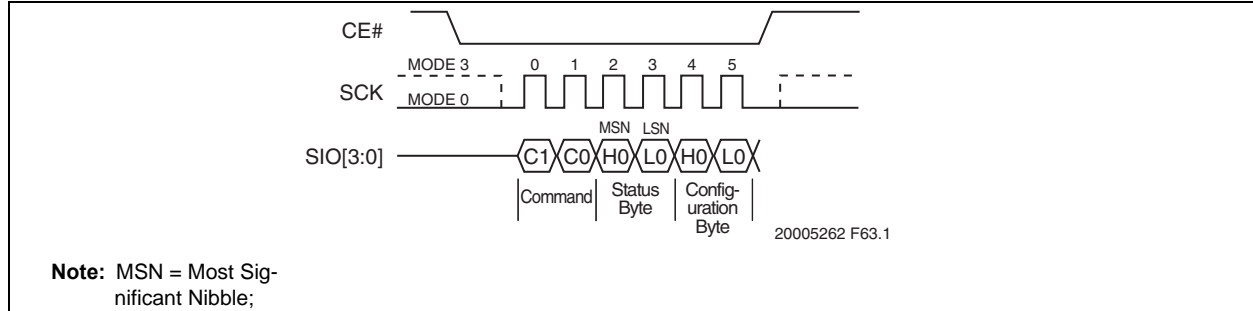 CE#
MODE 3 0 1 2 3 4 5
SCK
MODE 0
MSN LSN
SIO[3:0] C1 C0 H0 L0 H0 L0
Command Status Byte Config-uration Byte
20005262 F63.1
Note: MSN = Most Sig-
nificant Nibble;